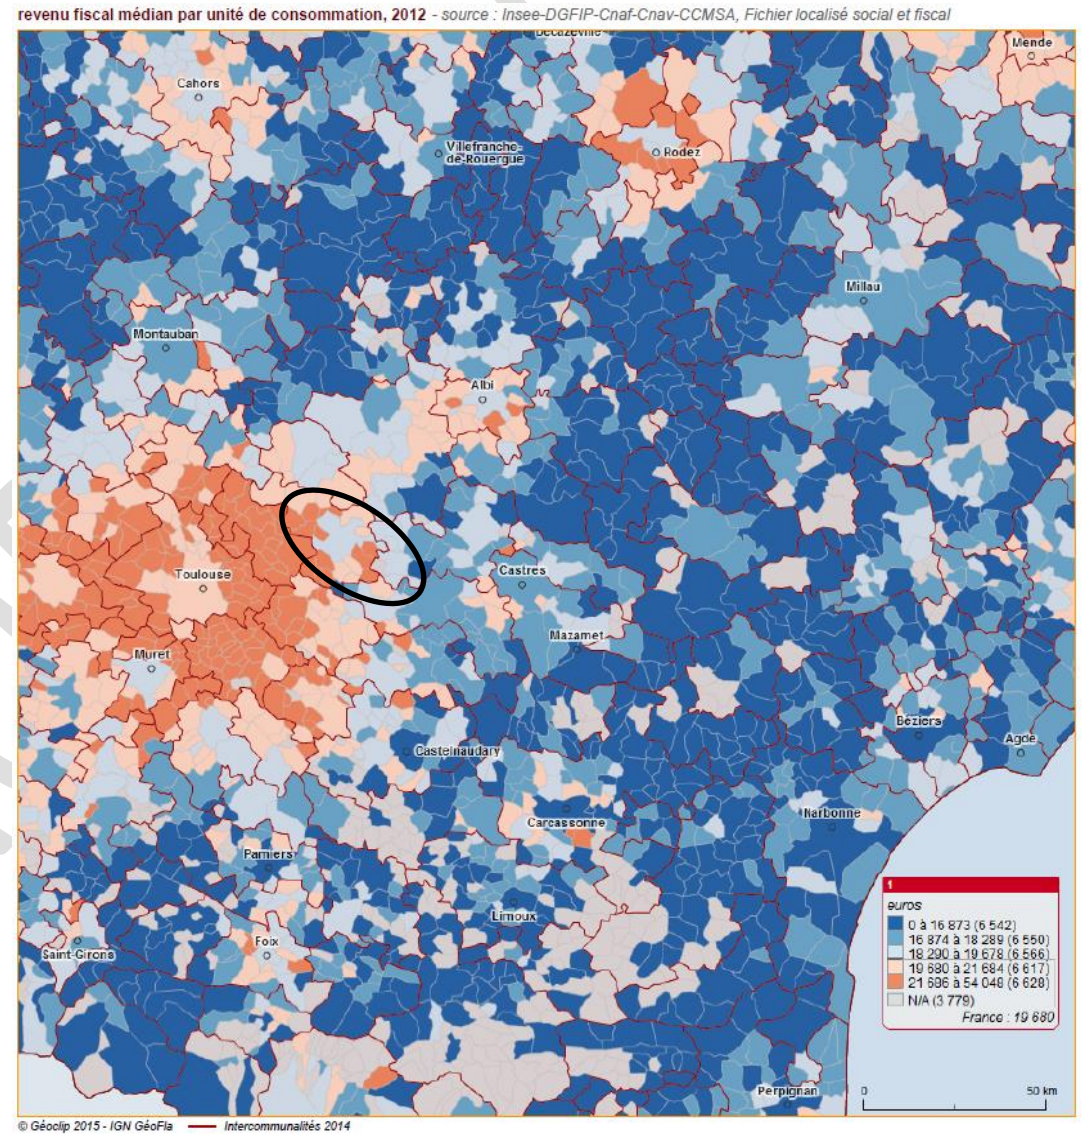 revenu fiscal médian par unité de consommation, 2012 - source : Insee-DGFIP-Cnaf-Cnav-CCMSA, Fichier localisé social et fiscal
Decazeville
Mende
Cahors
Villefranche-
de-Rouergue
Rodez
Millau
Montauban
Albi
Toulouse
Castres
Mazamet
Muret
Béziers
Agde
Castelnaudary
Narbonne
Carcassonne
Pamiers
Limoux
Foix
Saint-Girons
Perpignan
1
euros
0 à 16 873 (6 542)
16 874 à 18 289 (6 550)
18 290 à 19 678 (6 566)
19 680 à 21 684 (6 617)
21 686 à 54 048 (6 628)
N/A (3 779)
France : 19 680
0 50 km
© Géoclip 2015 - IGN GéoFla Intercommunalités 2014